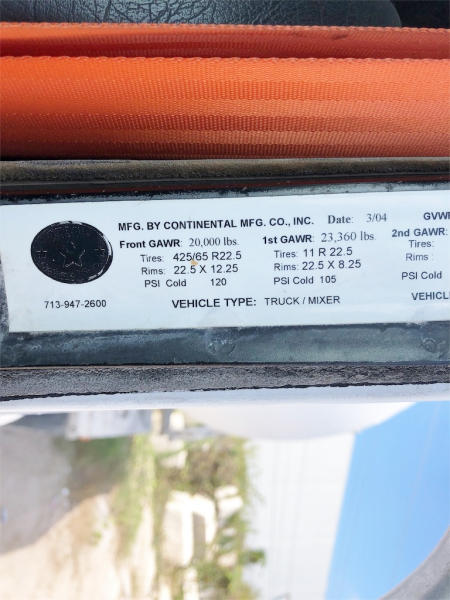 MFG. BY CONTINENTAL MFG. CO., INC. Date: 3/04
Front GAWR: 20,000 lbs.
Tires: 425/65 R22.5
Rims: 22.5 X 12.25
PSI Cold 120
1st GAWR: 23,360 lbs.
Tires: 11 R 22.5
Rims: 22.5 X 8.25
PSI Cold 105
GVWR
2nd GAWR:
Tires:
Rims :
PSI Cold
713-947-2600
VEHICLE TYPE: TRUCK / MIXER
VEHICL